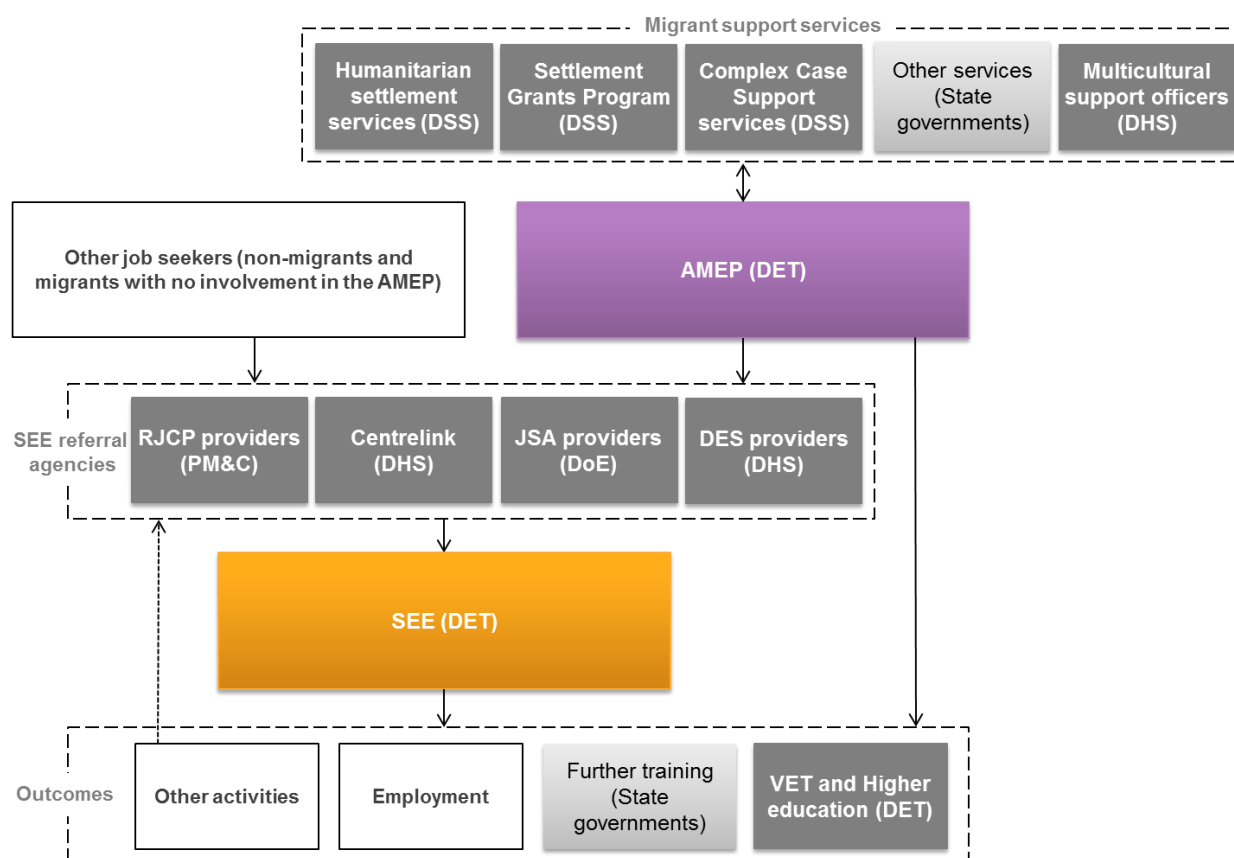 Migrant support services
Humanitarian
settlement
services (DSS)
Settlement
Grants Program
(DSS)
Complex Case
Support
services (DSS)
Other services
(State
governments)
Multicultural
support officers
(DHS)
Other job seekers (non-migrants and
migrants with no involvement in the AMEP)
AMEP (DET)
SEE referral
agencies
RJCP providers
(PM&C)
Centrelink
(DHS)
JSA providers
(DoE)
DES providers
(DHS)
SEE (DET)
Outcomes
Other activities
Employment
Further training
(State
governments)
VET and Higher
education (DET)